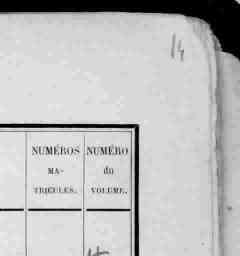 14
NUMÉROS NUMÉRO
MA- du
TRICULES. VOLUME.